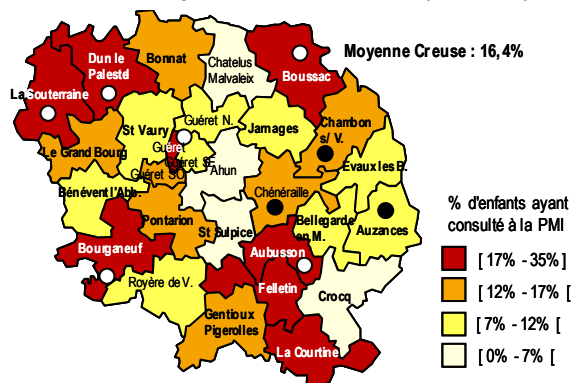 Moyenne Creuse : 16,4%
Bonnat
Chatelus
Malvaleix
Boussac
Dun le
Palestel
La Souterraine
Chambon
s/ V.
Guéret N.
St Vaury
Jarnages
Le Grand Bourg
Guéret
Guéret SE
Evaux les B.
Guéret SO
Ahun
Bénévent l'Abb.
Chénéraille
Pontarion
Bellegarde
en M.
Auzances
St Sulpice
Bourganeuf
Aubusson
Royère de V.
Felletin
Crocq
Gentioux
Pigerolles
La Courtine
% d'enfants ayant
consulté à la PMI
[ 17% - 35%]
[ 12% - 17% [
[ 7% - 12% [
[ 0% - 7% [